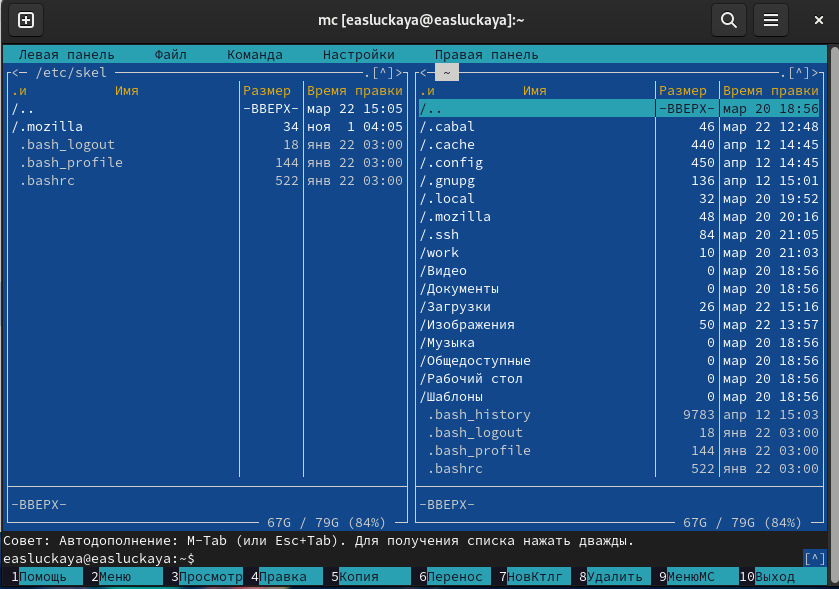 mc [easluckaya@easluckaya]:~
Левая панель Файл Команда Настройки Правая панель
<─ /etc/skel .[^]> <─ ~ .[^]>
.и Имя Размер Время правки .и Имя Размер Время правки
/.. -ВВЕРХ- мар 22 15:05 /.. -ВВЕРХ- мар 20 18:56
/.mozilla 34 ноя 1 04:05 /.cabal 46 мар 22 12:48
.bash_logout 18 янв 22 03:00 /.cache 440 апр 12 14:45
.bash_profile 144 янв 22 03:00 /.config 450 апр 12 14:45
.bashrc 522 янв 22 03:00 /.gnupg 136 апр 12 15:01
/.local 32 мар 20 19:52
/.mozilla 48 мар 20 20:16
/.ssh 84 мар 20 21:05
/work 10 мар 20 21:03
/Видео 0 мар 20 18:56
/Документы 0 мар 20 18:56
/Загрузки 26 мар 22 15:16
/Изображения 50 мар 22 13:57
/Музыка 0 мар 20 18:56
/Общедоступные 0 мар 20 18:56
/Рабочий стол 0 мар 20 18:56
/Шаблоны 0 мар 20 18:56
.bash_history 9783 апр 12 15:03
.bash_logout 18 янв 22 03:00
.bash_profile 144 янв 22 03:00
.bashrc 522 янв 22 03:00
-ВВЕРХ- -ВВЕРХ-
67G / 79G (84%) 67G / 79G (84%)
Совет: Автодополнение: M-Tab (или Esc+Tab). Для получения списка нажать дважды.
easluckaya@easluckaya:~$ [^]
1Помощь 2Меню 3Просмотр 4Правка 5Копия 6Перенос 7НовКтлг 8Удалить 9МенюMC 10Выход